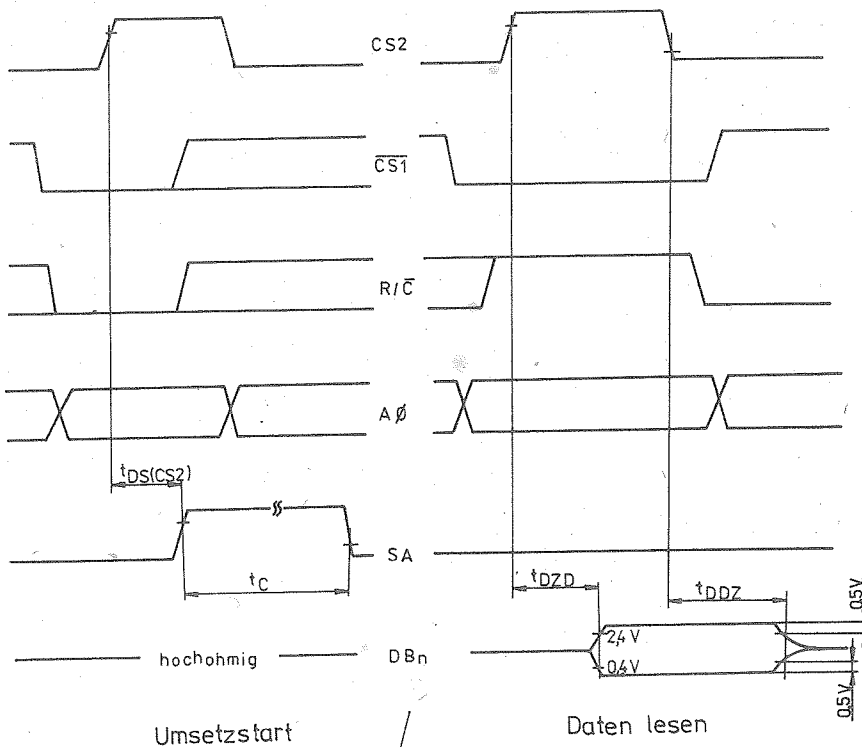 CS2
C̅S̅1̅
R/C̅
AØ
tDS(CS2)
SA
tC
tDZD
tDDZ
0,5V
2,4V
hochohmig
DBn
0,4V
0,5V
Umsetzstart
/
Daten lesen